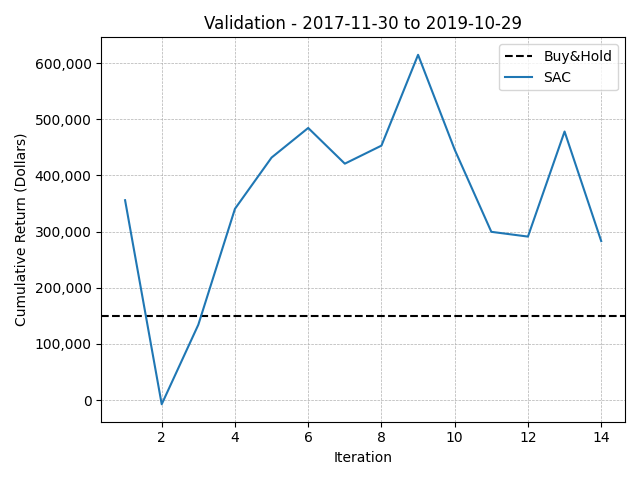 Validation - 2017-11-30 to 2019-10-29
Buy&Hold
SAC
Cumulative Return (Dollars)
600,000
500,000
400,000
300,000
200,000
100,000
0
2 4 6 8 10 12 14
Iteration